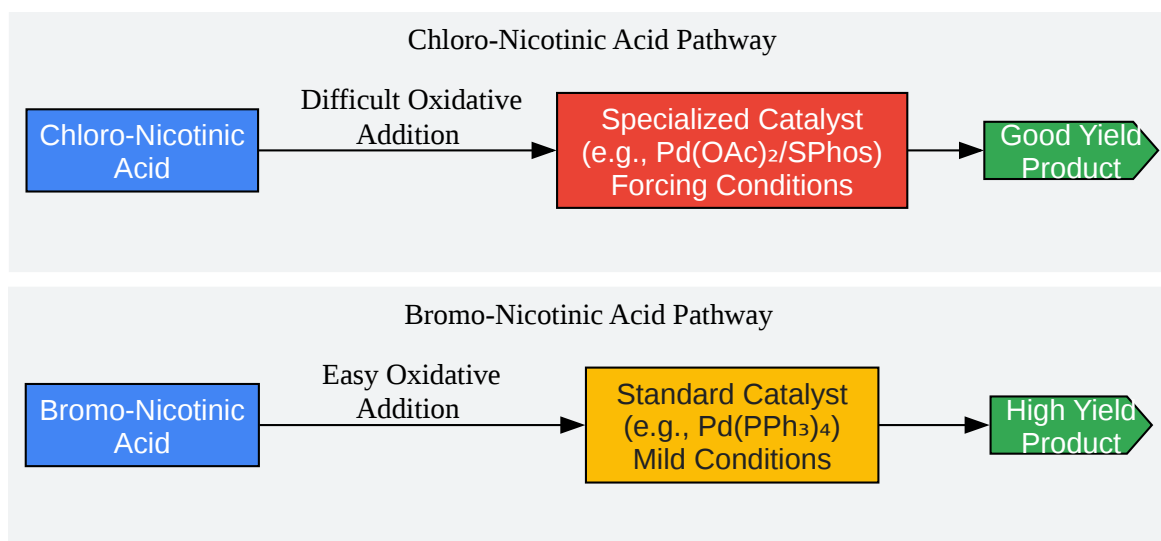 Chloro-Nicotinic Acid Pathway
Chloro-Nicotinic
Acid
Difficult Oxidative
Addition
Specialized Catalyst
(e.g., Pd(OAc)₂/SPhos)
Forcing Conditions
Good Yield
Product
Bromo-Nicotinic Acid Pathway
Bromo-Nicotinic
Acid
Easy Oxidative
Addition
Standard Catalyst
(e.g., Pd(PPh₃)₄)
Mild Conditions
High Yield
Product